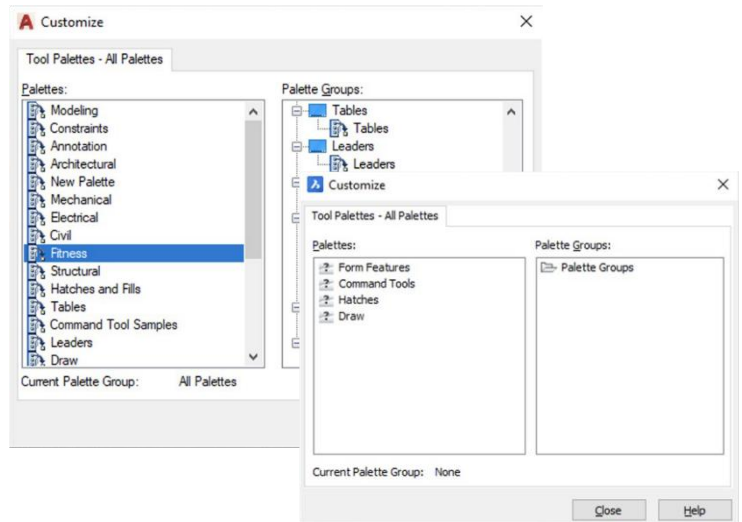 Customize
Tool Palettes - All Palettes
Palettes:
Modeling
Constraints
Annotation
Architectural
New Palette
Mechanical
Electrical
Civil
Fitness
Structural
Hatches and Fills
Tables
Command Tool Samples
Leaders
Draw
Palette Groups:
Tables
Tables
Leaders
Leaders
Current Palette Group: All Palettes
Customize
Tool Palettes - All Palettes
Palettes:
Form Features
Command Tools
Hatches
Draw
Palette Groups:
Palette Groups
Current Palette Group: None
Close
Help